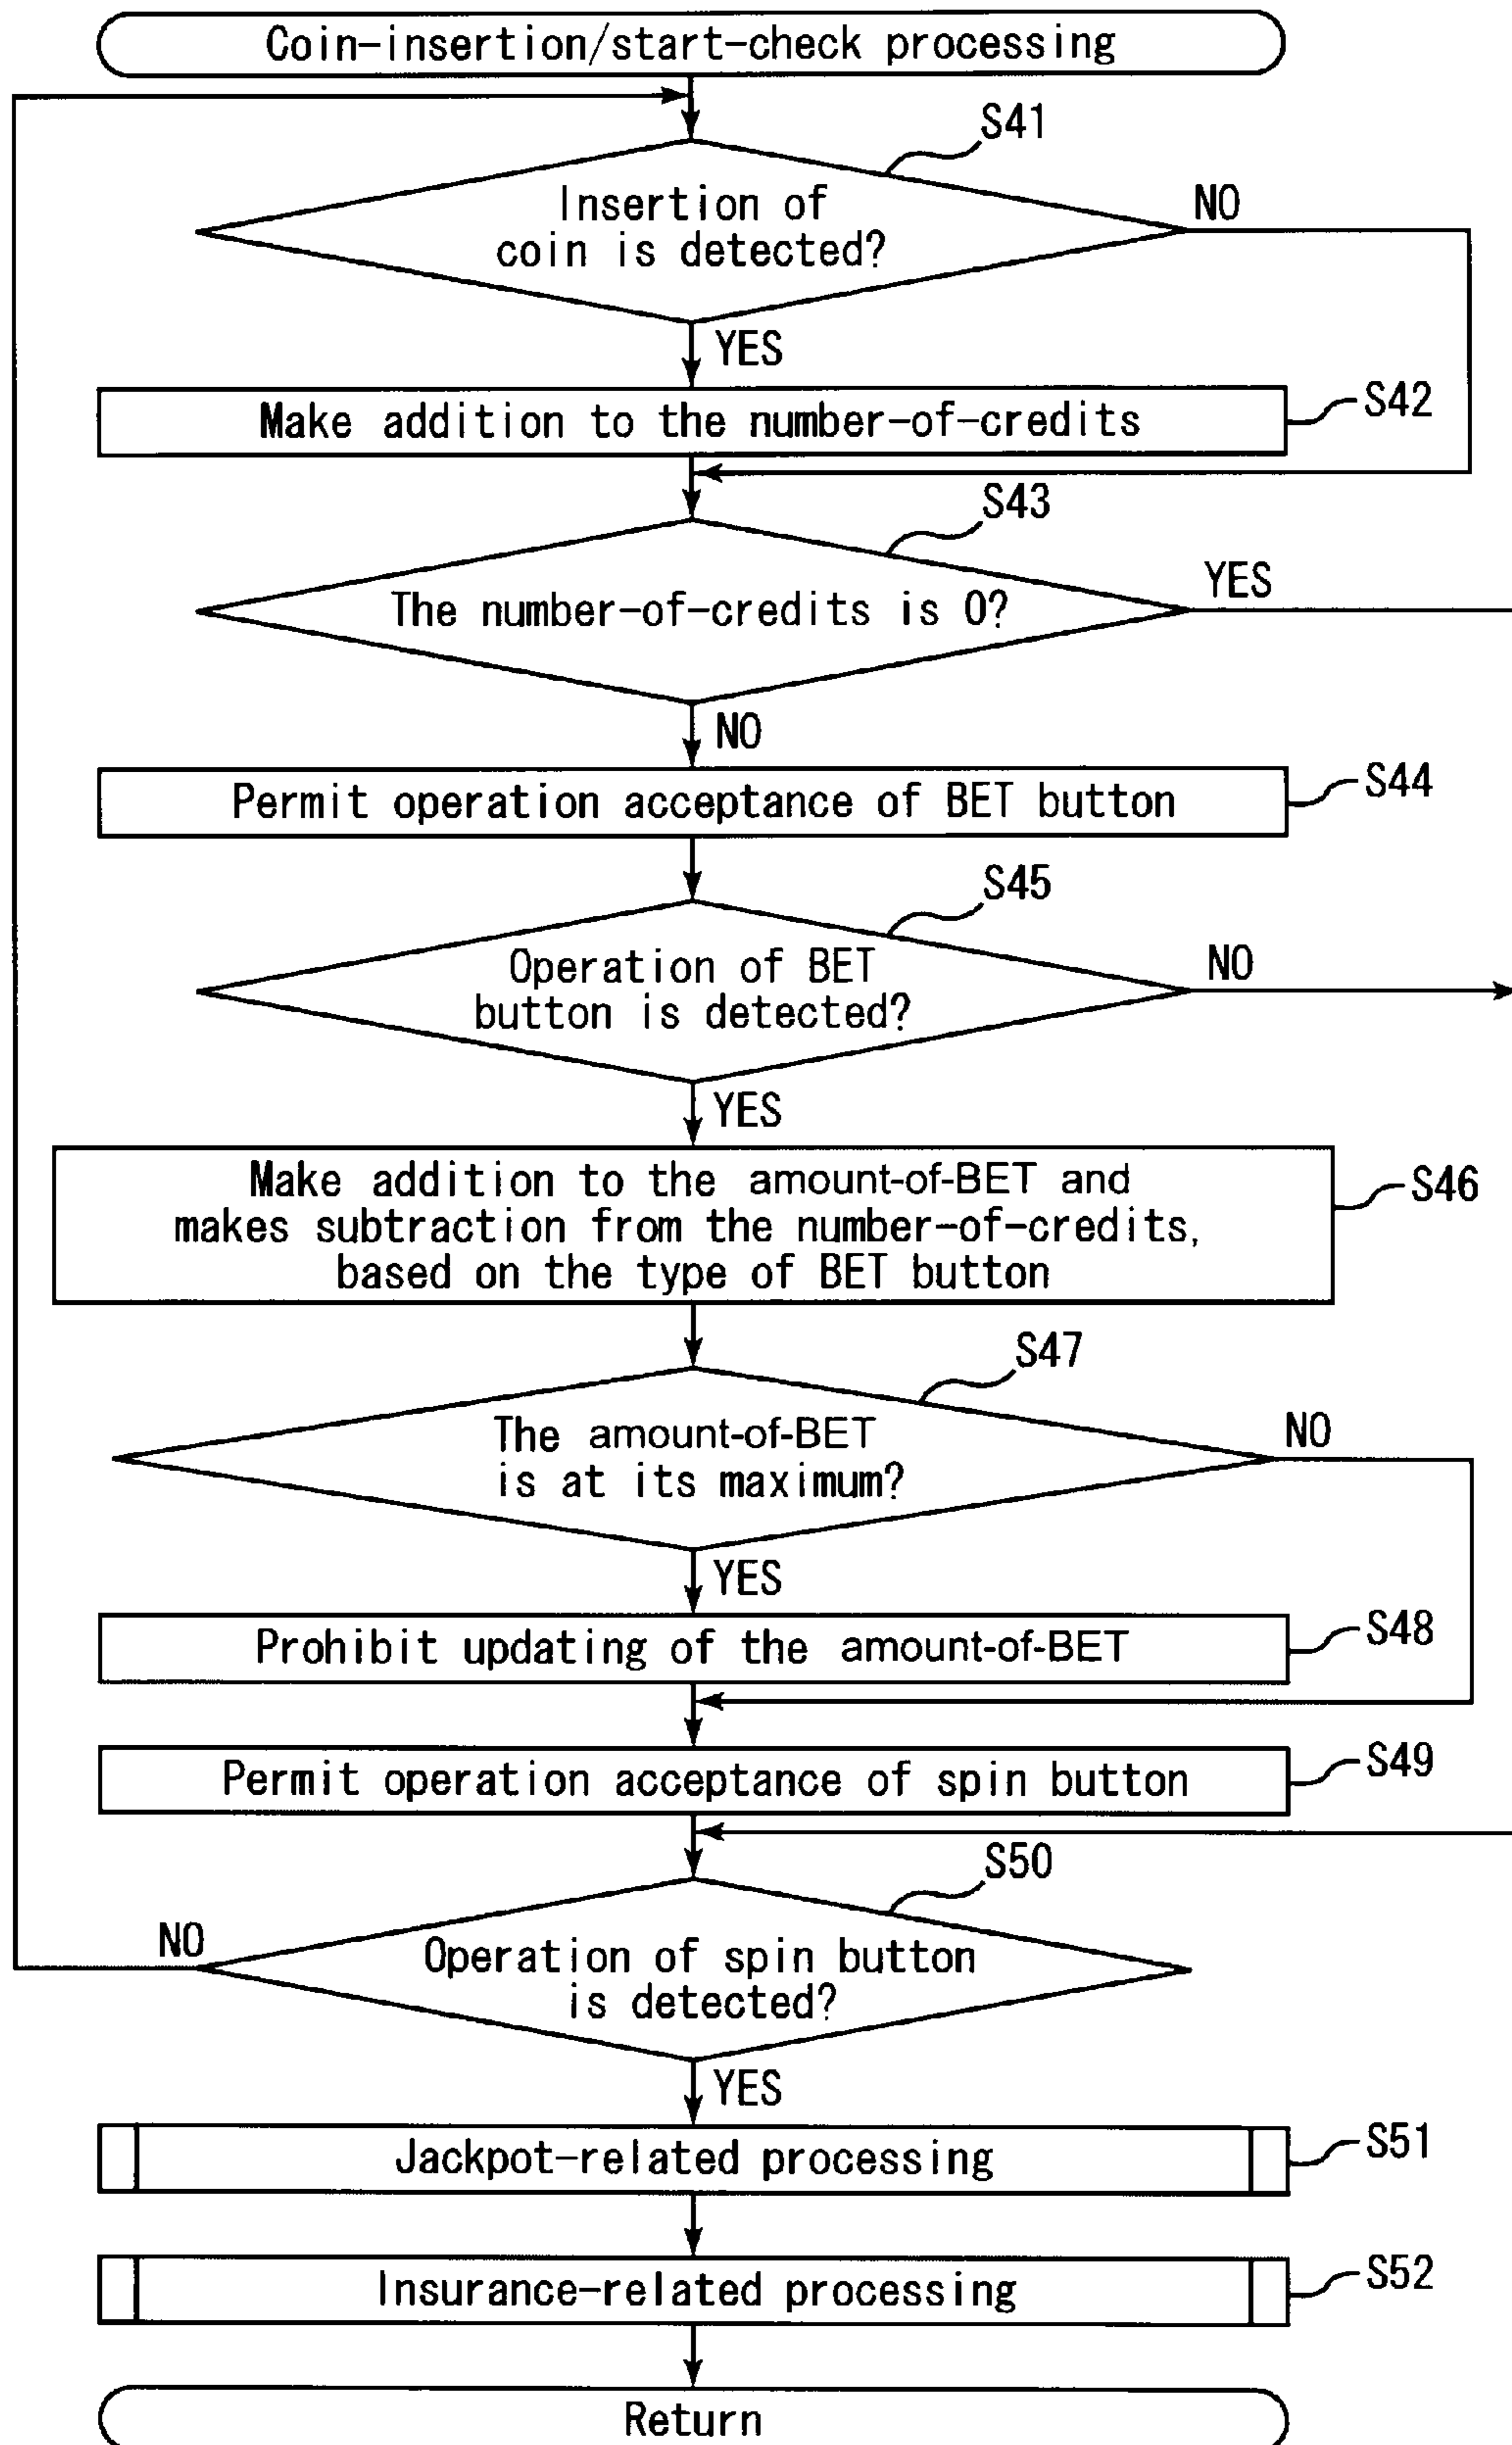 Coin-insertion/start-check processing
S41
Insertion of
coin is detected?
NO
YES
Make addition to the number-of-credits
S42
S43
The number-of-credits is 0?
YES
NO
Permit operation acceptance of BET button
S44
S45
Operation of BET
button is detected?
NO
YES
Make addition to the amount-of-BET and
makes subtraction from the number-of-credits,
based on the type of BET button
S46
S47
The amount-of-BET
is at its maximum?
NO
YES
Prohibit updating of the amount-of-BET
S48
Permit operation acceptance of spin button
S49
S50
NO
Operation of spin button
is detected?
YES
Jackpot-related processing
S51
Insurance-related processing
S52
Return